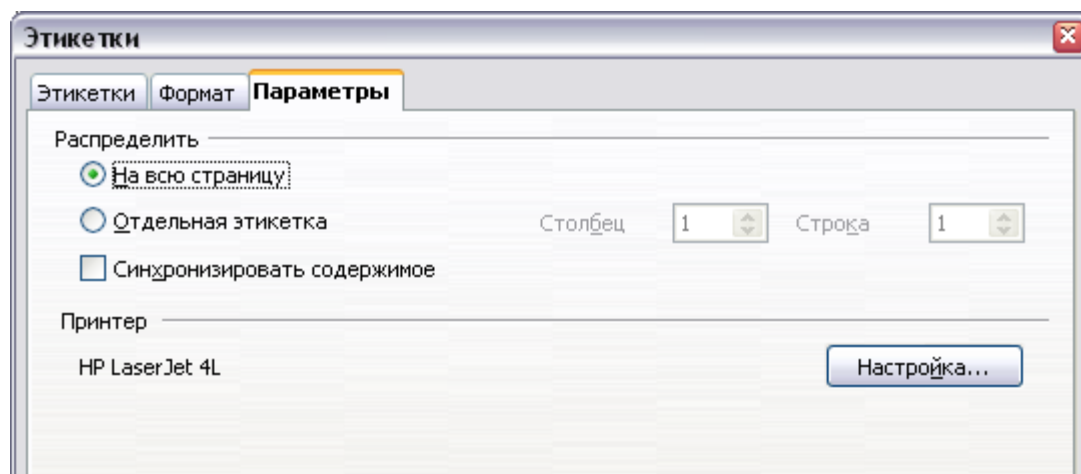 Этикетки
Этикетки Формат Параметры
Распределить
На всю страницу
Отдельная этикетка Столбец 1 Строка 1
Синхронизировать содержимое
Принтер
HP LaserJet 4L Настройка...